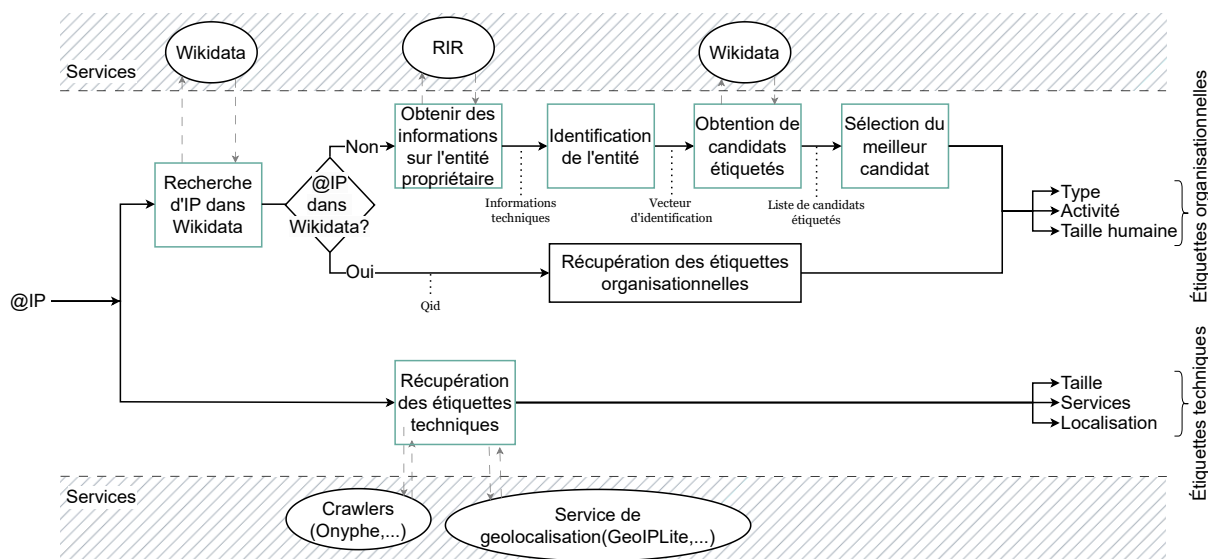 Wikidata
RIR
Wikidata
Services
Recherche
d'IP dans
Wikidata
@IP
dans
Wikidata?
Non
Obtenir des
informations
sur l'entité
propriétaire
Informations
techniques
Identification
de l'entité
Vecteur
d'identification
Obtention de
candidats
étiquetés
Liste de candidats
étiquetés
Sélection du
meilleur
candidat
Oui
Qid
Récupération des étiquettes
organisationnelles
Type
Activité
Taille humaine
Étiquettes organisationnelles
@IP
Récupération
des étiquettes
techniques
Taille
Services
Localisation
Étiquettes techniques
Services
Crawlers
(Onyphe,...)
Service de
geolocalisation(GeoIPLite,...)